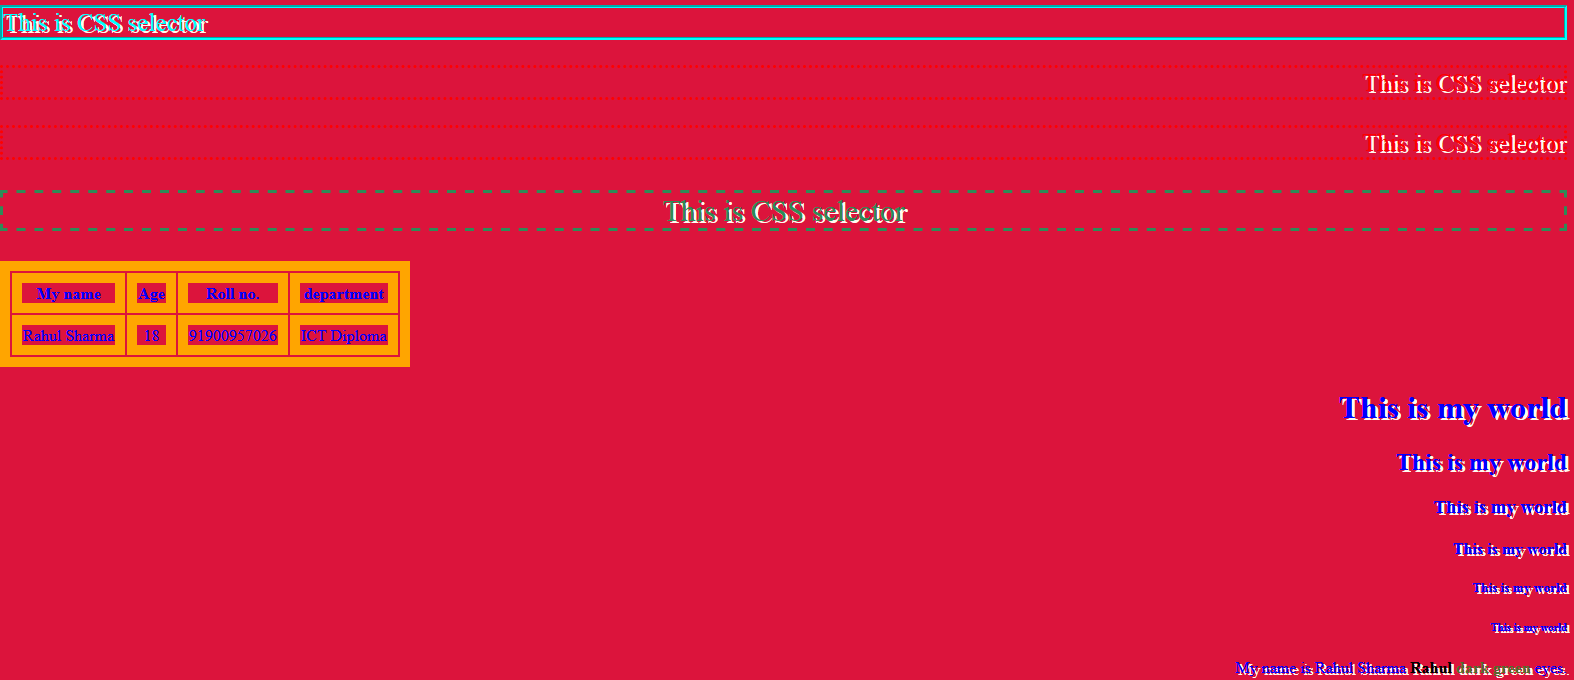 This is CSS selector
This is CSS selector
This is CSS selector
This is CSS selector
My name Age Roll no. department
Rahul Sharma 18 91900957026 ICT Diploma
This is my world
This is my world
This is my world
This is my world
This is my world
This is my world
My name is Rahul Sharma Rahul dark green eyes.